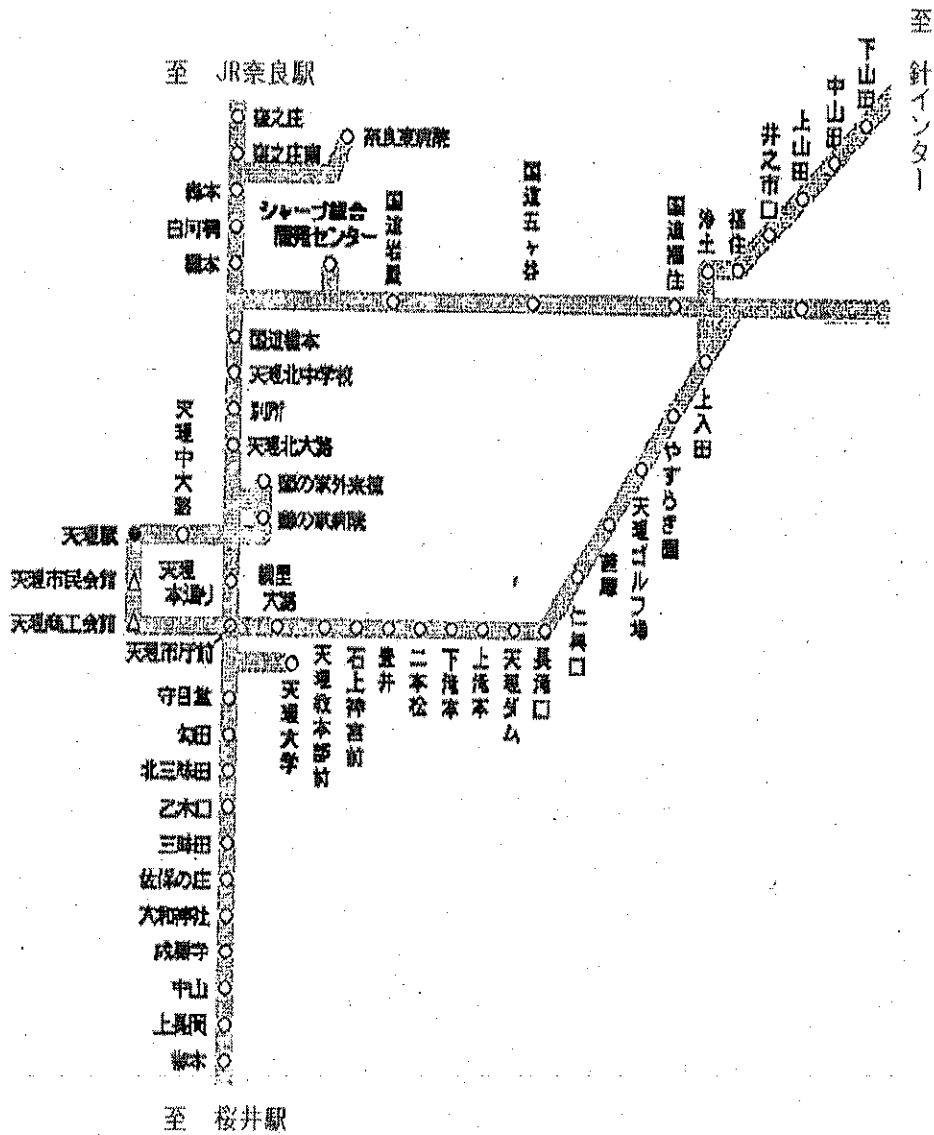 至 JR奈良駅
至 針インター
下山田
中山田
上山田
井之市口
福住
浄土
国道福住
国道五ヶ谷
国道岩屋
窪之庄
窪之庄南
奈良東病院
シャープ総合
開発センター
白河橋
櫟本
国道櫟本
天理北中学校
別所
天理北大路
天理中大路
天理駅
天理市民会館
天理商工会館
天理
本通り
親里
大路
天理市庁前
天理大学
天理教本部前
石上神宮前
豊井
二本松
下滝本
上滝本
天理ダム
長滝口
仁興口
天理ゴルフ場
やすらぎ園
上入田
守目堂
勾田
北三昧田
乙木口
三昧田
佐保の庄
大和神社
成願寺
中山
上長岡
柳本
至 桜井駅